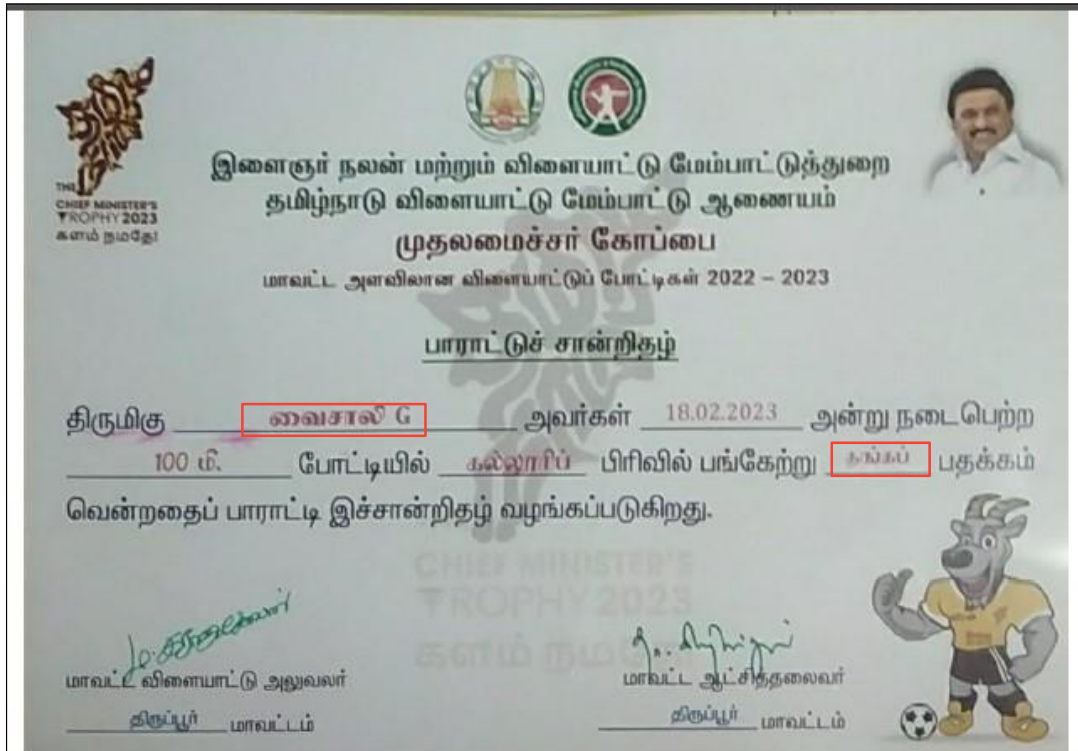 THE
CHIEF MINISTER'S
TROPHY 2023
களம் நமதே!
இளைஞர் நலன் மற்றும் விளையாட்டு மேம்பாட்டுத்துறை
தமிழ்நாடு விளையாட்டு மேம்பாட்டு ஆணையம்
முதலமைச்சர் கோப்பை
மாவட்ட அளவிலான விளையாட்டுப் போட்டிகள் 2022 – 2023
பாராட்டுச் சான்றிதழ்
திருமிகு வைசாலி G அவர்கள் 18.02.2023 அன்று நடைபெற்ற
100 மீ. போட்டியில் கல்லூரிப் பிரிவில் பங்கேற்று தங்கப் பதக்கம்
வென்றதைப் பாராட்டி இச்சான்றிதழ் வழங்கப்படுகிறது.
CHIEF MINISTER'S
TROPHY 2023
களம் நமதே
மாவட்ட விளையாட்டு அலுவலர்
திருப்பூர் மாவட்டம்
மாவட்ட ஆட்சித்தலைவர்
திருப்பூர் மாவட்டம்